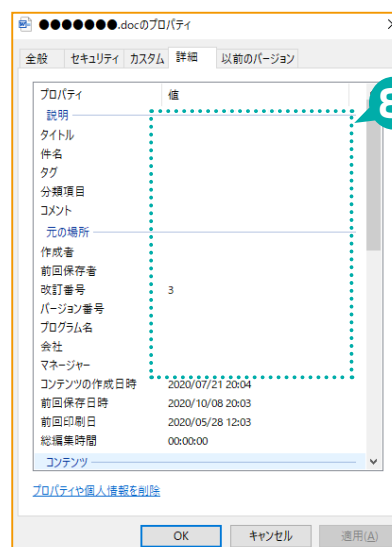 ●●●●●●●.docのプロパティ
全般 セキュリティ カスタム 詳細 以前のバージョン
プロパティ 値
説明
タイトル
件名
タグ
分類項目
コメント
元の場所
作成者
前回保存者
改訂番号 3
バージョン番号
プログラム名
会社
マネージャー
コンテンツの作成日時 2020/07/21 20:04
前回保存日時 2020/10/08 20:03
前回印刷日 2020/05/28 12:03
総編集時間 00:00:00
コンテンツ
プロパティや個人情報を削除
OK キャンセル 適用(A)
8